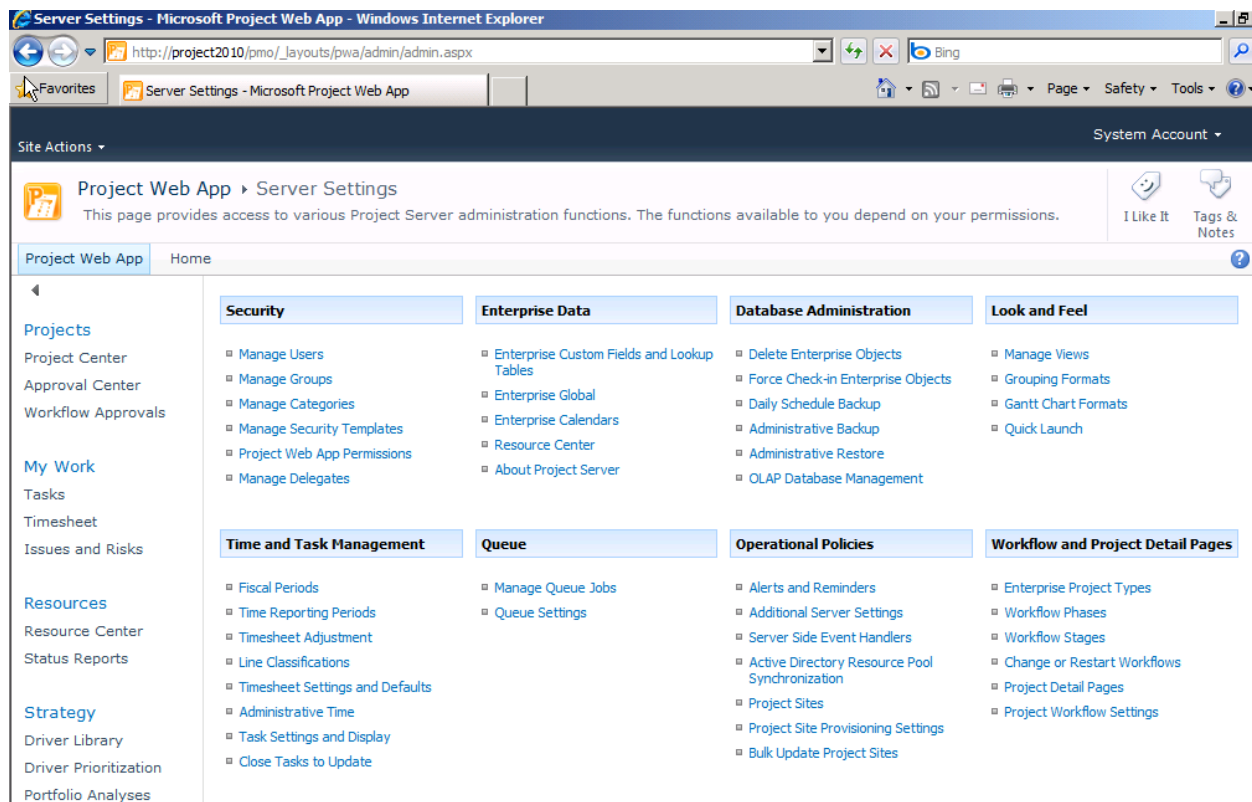 Server Settings - Microsoft Project Web App - Windows Internet Explorer
http://project2010/pmo/_layouts/pwa/admin/admin.aspx
Bing
Favorites
Server Settings - Microsoft Project Web App
Page
Safety
Tools
System Account
Site Actions
Project Web App
Server Settings
This page provides access to various Project Server administration functions. The functions available to you depend on your permissions.
I Like It
Tags &
Notes
Project Web App
Home
Projects
Project Center
Approval Center
Workflow Approvals
My Work
Tasks
Timesheet
Issues and Risks
Resources
Resource Center
Status Reports
Strategy
Driver Library
Driver Prioritization
Portfolio Analyses
Security
Manage Users
Manage Groups
Manage Categories
Manage Security Templates
Project Web App Permissions
Manage Delegates
Enterprise Data
Enterprise Custom Fields and Lookup
Tables
Enterprise Global
Enterprise Calendars
Resource Center
About Project Server
Database Administration
Delete Enterprise Objects
Force Check-in Enterprise Objects
Daily Schedule Backup
Administrative Backup
Administrative Restore
OLAP Database Management
Look and Feel
Manage Views
Grouping Formats
Gantt Chart Formats
Quick Launch
Time and Task Management
Fiscal Periods
Time Reporting Periods
Timesheet Adjustment
Line Classifications
Timesheet Settings and Defaults
Administrative Time
Task Settings and Display
Close Tasks to Update
Queue
Manage Queue Jobs
Queue Settings
Operational Policies
Alerts and Reminders
Additional Server Settings
Server Side Event Handlers
Active Directory Resource Pool
Synchronization
Project Sites
Project Site Provisioning Settings
Bulk Update Project Sites
Workflow and Project Detail Pages
Enterprise Project Types
Workflow Phases
Workflow Stages
Change or Restart Workflows
Project Detail Pages
Project Workflow Settings